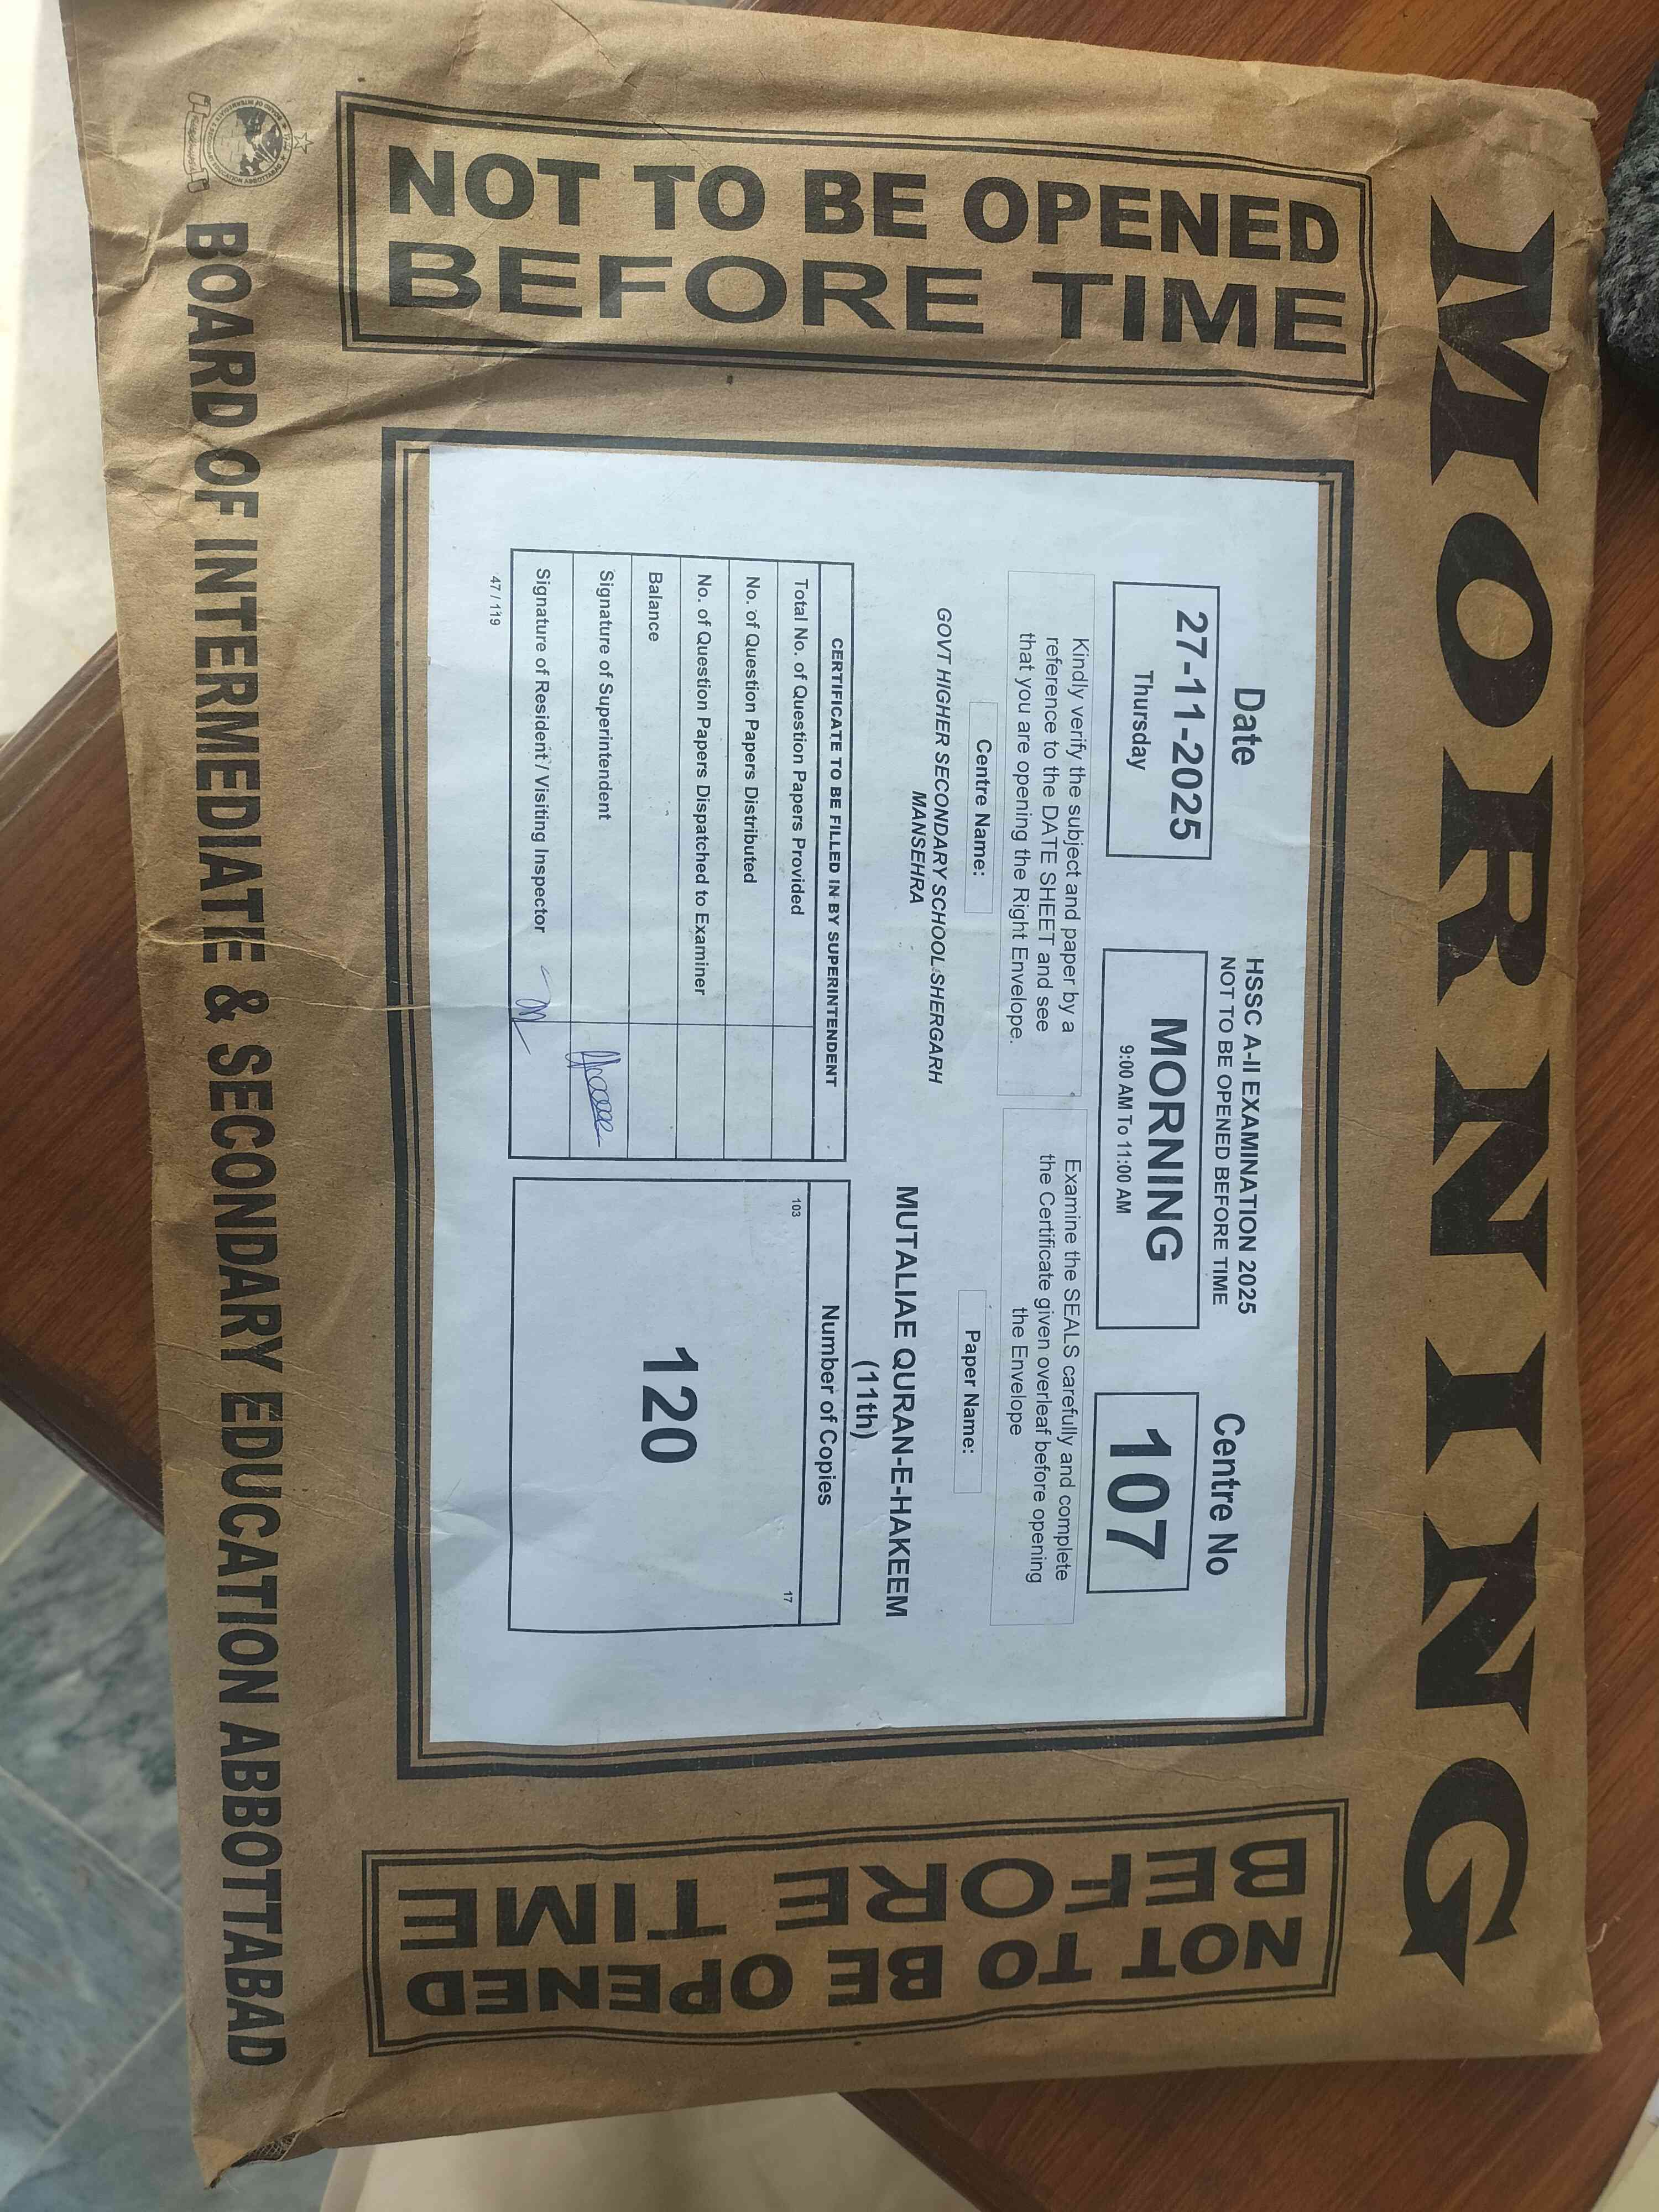 MORNING
NOT TO BE OPENED
BEFORE TIME
Date
27-11-2025
Thursday
HSSC A-II EXAMINATION 2025
NOT TO BE OPENED BEFORE TIME
MORNING
9:00 AM To 11:00 AM
Centre No
107
Kindly verify the subject and paper by a
reference to the DATE SHEET and see
that you are opening the Right Envelope.
Examine the SEALS carefully and complete
the Certificate given overleaf before opening
the Envelope
Centre Name:
GOVT HIGHER SECONDARY SCHOOL SHERGARH
MANSEHRA
Paper Name:
MUTALIAE QURAN-E-HAKEEM
(11th)
CERTIFICATE TO BE FILLED IN BY SUPERINTENDENT
Total No. of Question Papers Provided
No. of Question Papers Distributed
No. of Question Papers Dispatched to Examiner
Balance
Signature of Superintendent
Signature of Resident / Visiting Inspector
Number of Copies
103
17
120
47 / 119
NOT TO BE OPENED
BEFORE TIME
BOARD OF INTERMEDIATE & SECONDARY EDUCATION ABBOTTABAD